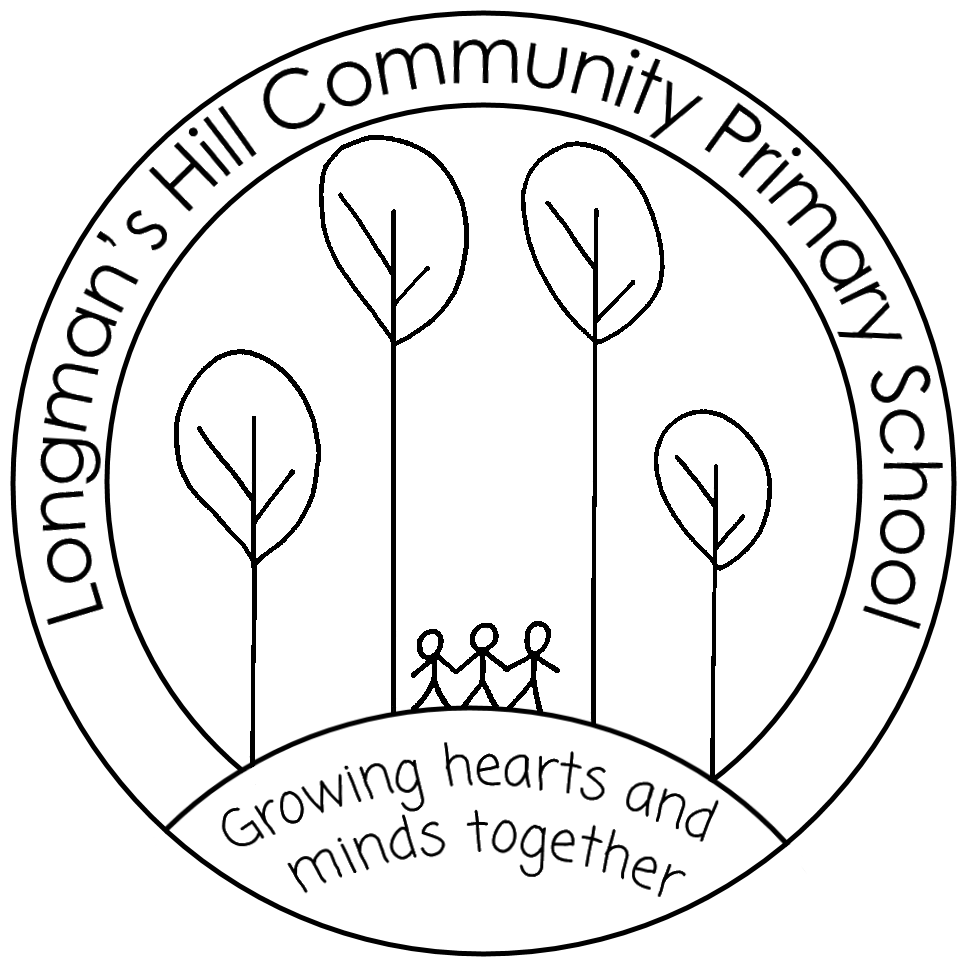 Longman's Hill Community Primary School
Growing hearts and
minds together